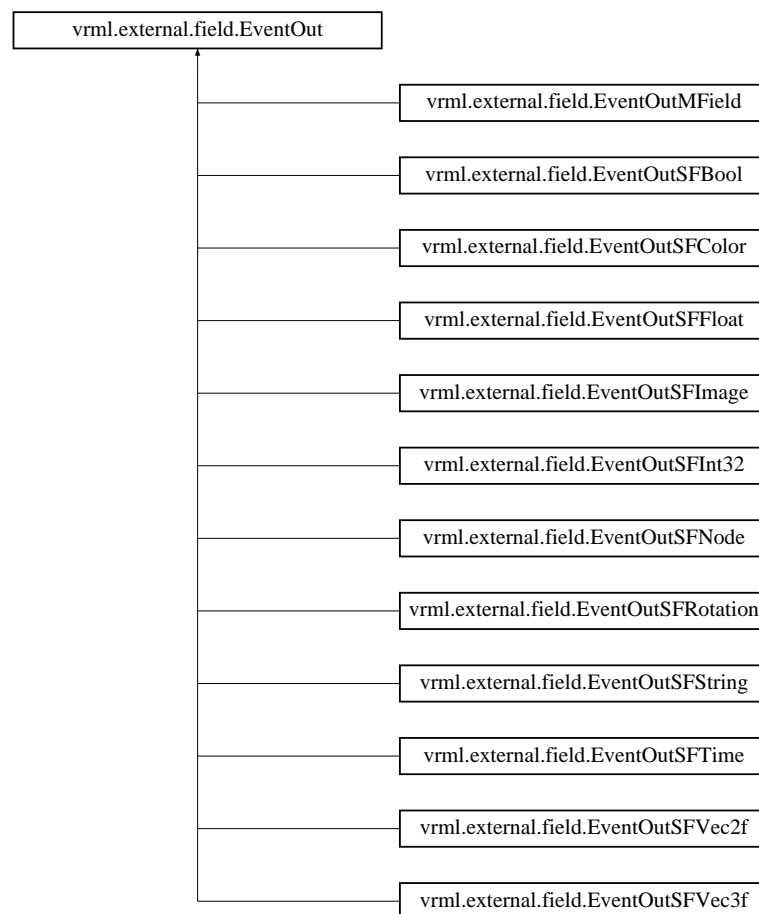 vrml.external.field.EventOut
vrml.external.field.EventOutMField
vrml.external.field.EventOutSFBool
vrml.external.field.EventOutSFColor
vrml.external.field.EventOutSFFloat
vrml.external.field.EventOutSFImage
vrml.external.field.EventOutSFInt32
vrml.external.field.EventOutSFNode
vrml.external.field.EventOutSFRotation
vrml.external.field.EventOutSFString
vrml.external.field.EventOutSFTime
vrml.external.field.EventOutSFVec2f
vrml.external.field.EventOutSFVec3f